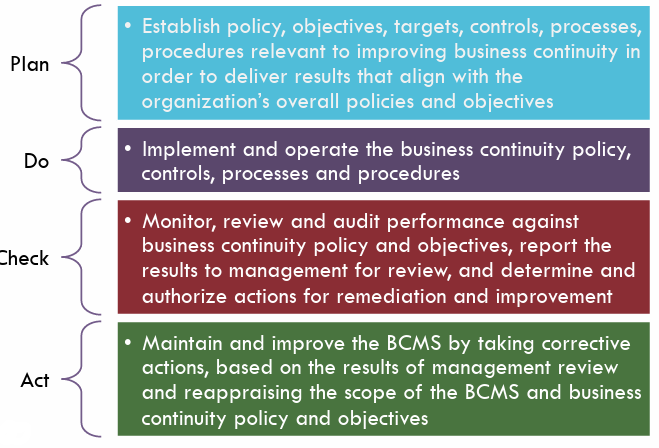 Plan
• Establish policy, objectives, targets, controls, processes,
procedures relevant to improving business continuity in
order to deliver results that align with the
organization's overall policies and objectives
Do
• Implement and operate the business continuity policy,
controls, processes and procedures
Check
• Monitor, review and audit performance against
business continuity policy and objectives, report the
results to management for review, and determine and
authorize actions for remediation and improvement
Act
• Maintain and improve the BCMS by taking corrective
actions, based on the results of management review
and reappraising the scope of the BCMS and business
continuity policy and objectives